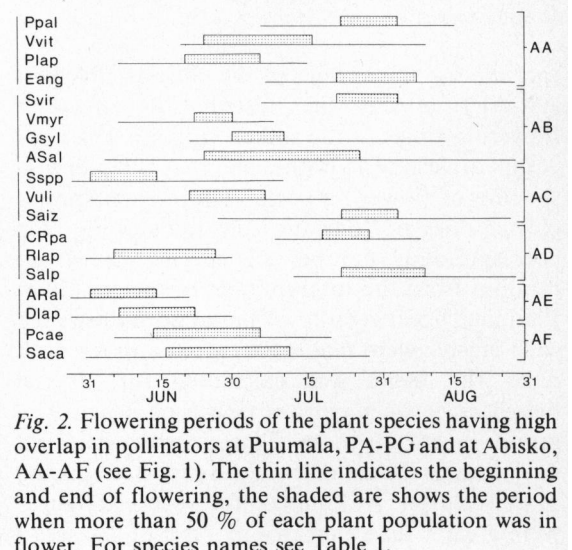 Ppal
Vvit
Plap
Eang
AA
Svir
Vmyr
Gsyl
ASal
AB
Sspp
Vuli
Saiz
AC
CRpa
Rlap
Salp
AD
ARal
Dlap
AE
Pcae
Saca
AF
31 15 30 15 31 15 31
JUN JUL AUG
Fig. 2. Flowering periods of the plant species having high
overlap in pollinators at Puumala, PA-PG and at Abisko,
AA-AF (see Fig. 1). The thin line indicates the beginning
and end of flowering, the shaded are shows the period
when more than 50 % of each plant population was in
flower. For species names see Table 1.